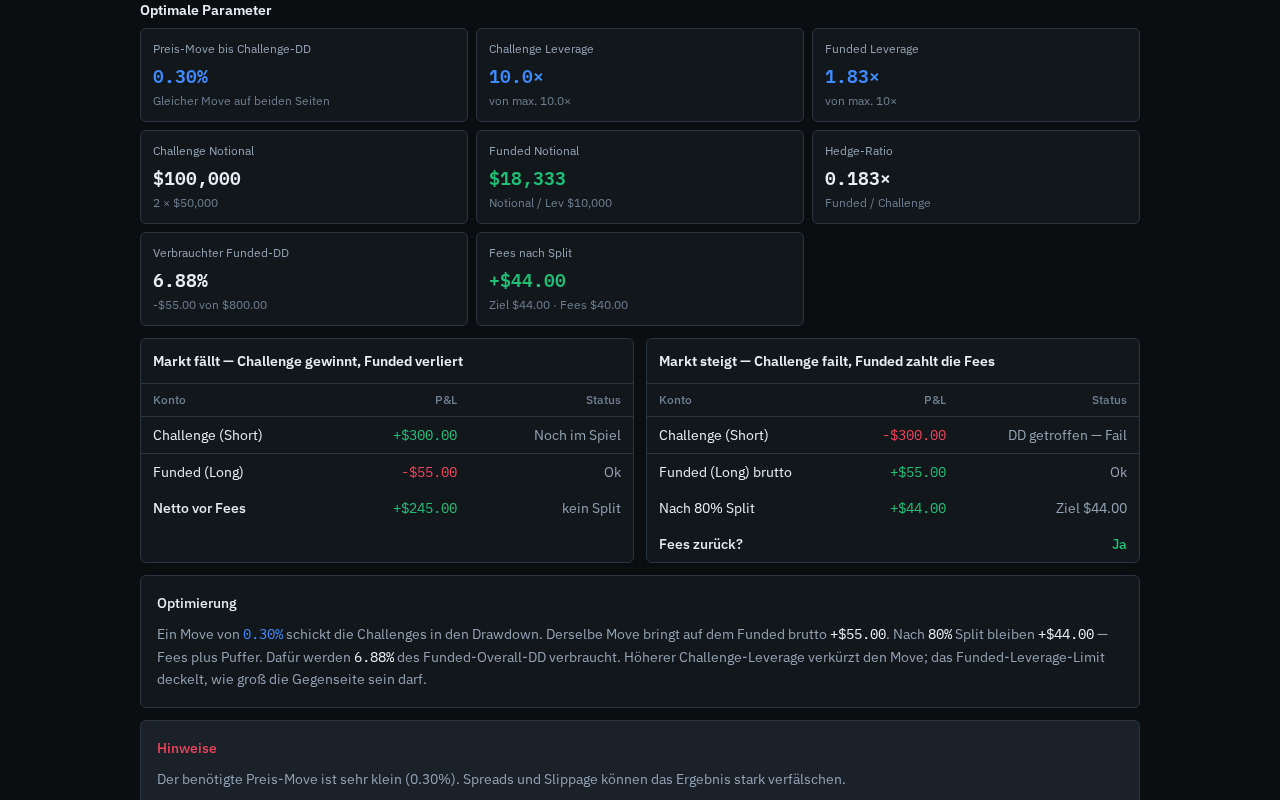 Optimale Parameter
Preis-Move bis Challenge-DD
0.30%
Gleicher Move auf beiden Seiten
Challenge Leverage
10.0×
von max. 10.0×
Funded Leverage
1.83×
von max. 10×
Challenge Notional
$100,000
2 × $50,000
Funded Notional
$18,333
Notional / Lev $10,000
Hedge-Ratio
0.183×
Funded / Challenge
Verbrauchter Funded-DD
6.88%
-$55.00 von $800.00
Fees nach Split
+$44.00
Ziel $44.00 · Fees $40.00
Markt fällt — Challenge gewinnt, Funded verliert
Konto P&L Status
Challenge (Short) +$300.00 Noch im Spiel
Funded (Long) -$55.00 Ok
Netto vor Fees +$245.00 kein Split
Markt steigt — Challenge failt, Funded zahlt die Fees
Konto P&L Status
Challenge (Short) -$300.00 DD getroffen — Fail
Funded (Long) brutto +$55.00 Ok
Nach 80% Split +$44.00 Ziel $44.00
Fees zurück? Ja
Optimierung
Ein Move von 0.30% schickt die Challenges in den Drawdown. Derselbe Move bringt auf dem Funded brutto +$55.00. Nach 80% Split bleiben +$44.00 —
Fees plus Puffer. Dafür werden 6.88% des Funded-Overall-DD verbraucht. Höherer Challenge-Leverage verkürzt den Move; das Funded-Leverage-Limit
deckelt, wie groß die Gegenseite sein darf.
Hinweise
Der benötigte Preis-Move ist sehr klein (0.30%). Spreads und Slippage können das Ergebnis stark verfälschen.